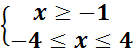 x ≥ −1
−4 ≤ x ≤ 4